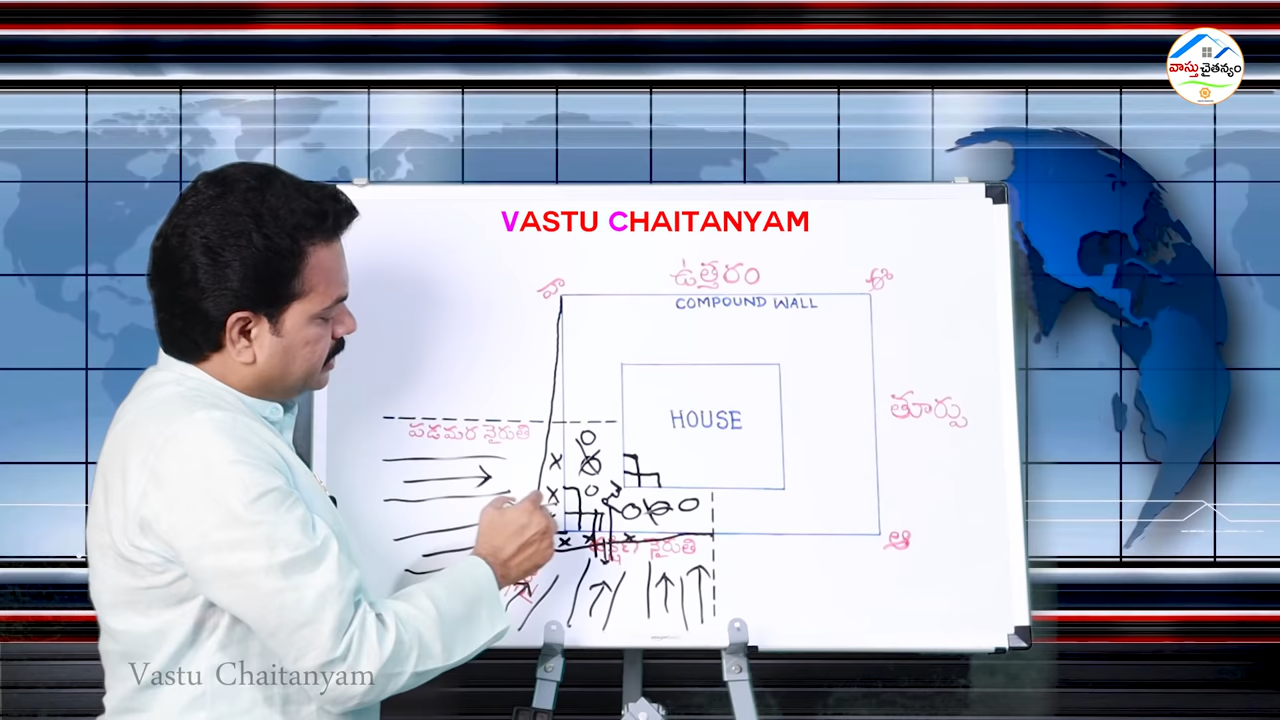 వాస్తు చైతన్యం
VASTU CHAITANYAM
ఉత్తరం
వా
ఈ
COMPOUND WALL
HOUSE
తూర్పు
పడమర నైరుతి
నైరుతి
ఆ
Vastu Chaitanyam